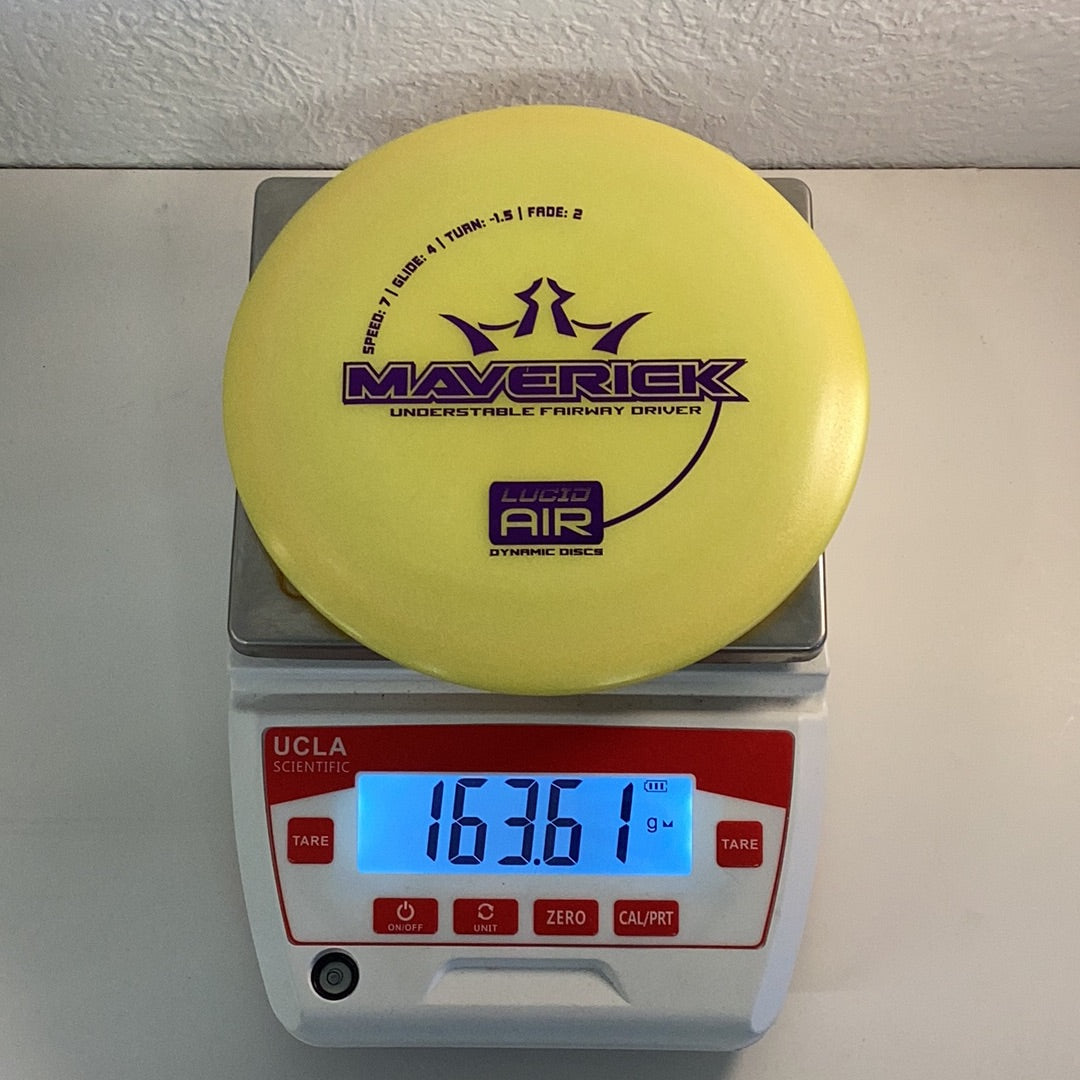 SPEED: 7 | GLIDE: 4 | TURN: -1.5 | FADE: 2
MAVERICK
UNDERSTABLE FAIRWAY DRIVER
LUCID
AIR
DYNAMIC DISCS
UCLA
SCIENTIFIC
163.61 g
TARE
TARE
ON/OFF
UNIT
ZERO
CAL/PRT